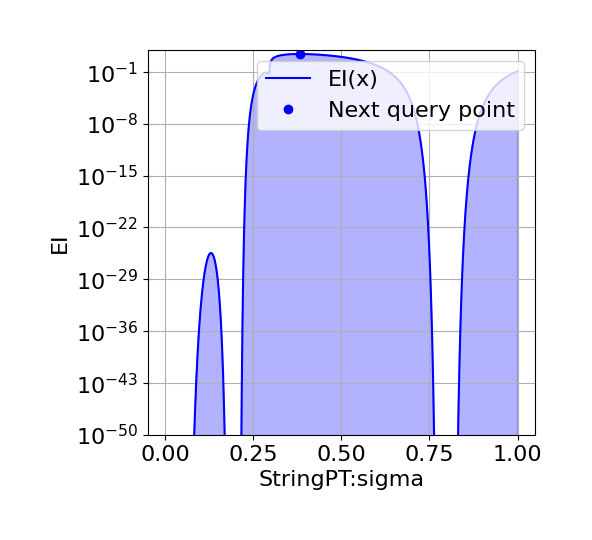 10⁻¹
10⁻⁸
10⁻¹⁵
10⁻²²
10⁻²⁹
10⁻³⁶
10⁻⁴³
10⁻⁵⁰
EI
EI(x)
Next query point
0.00 0.25 0.50 0.75 1.00
StringPT:sigma